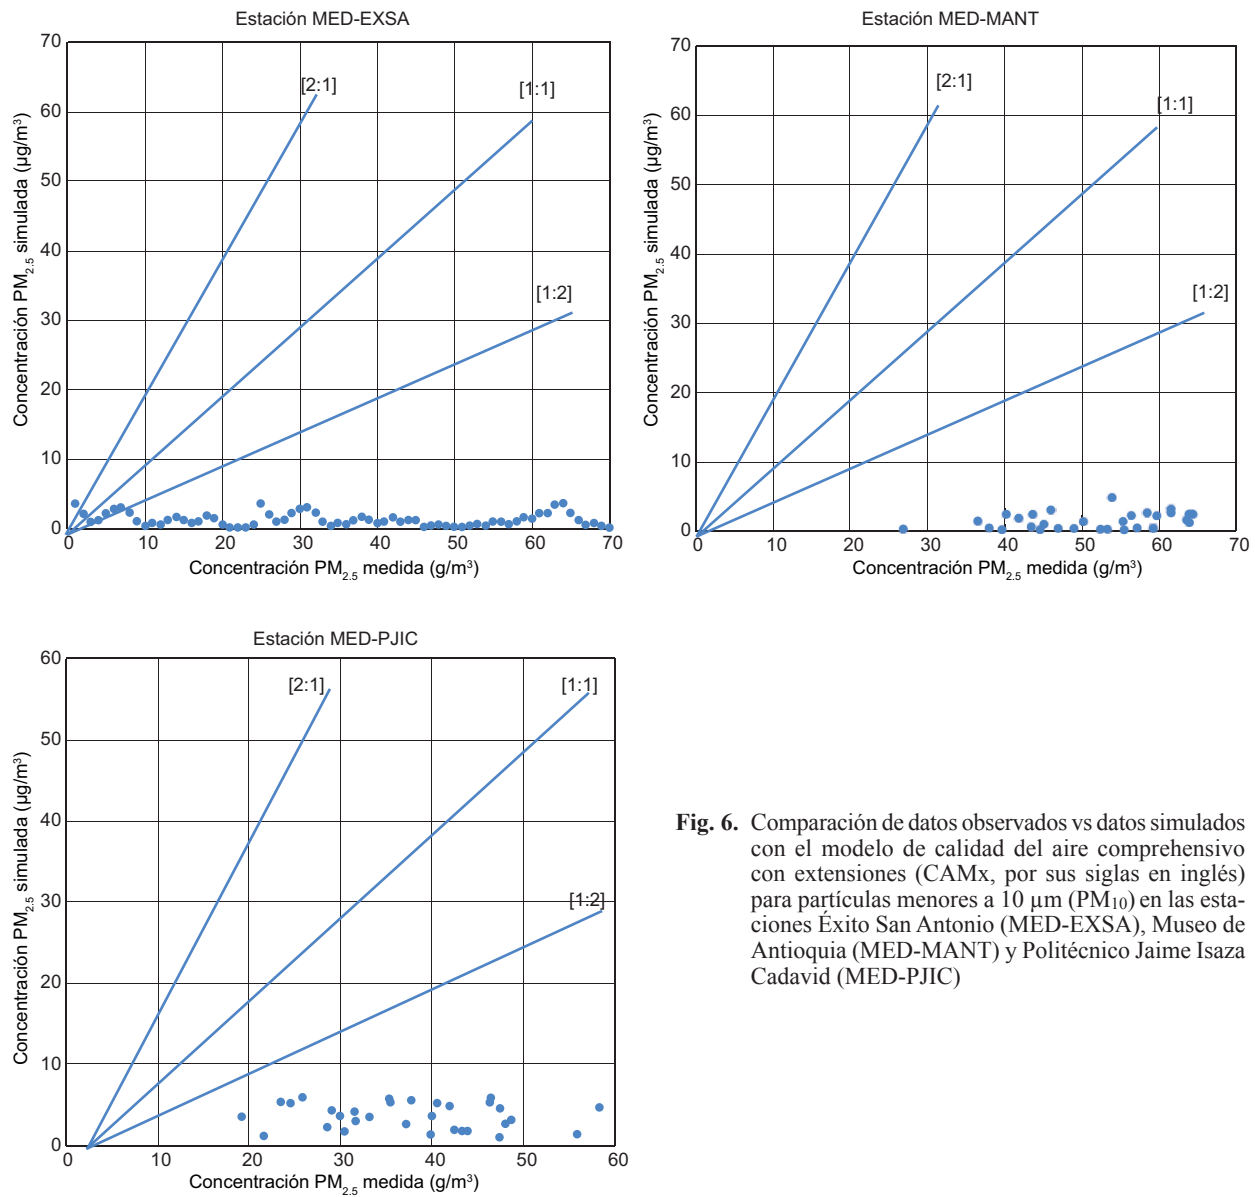 Estación MED-EXSA
70
60
50
40
30
20
10
0
[2:1]
[1:1]
[1:2]
Concentración PM2.5 simulada (µg/m³)
0 10 20 30 40 50 60 70
Concentración PM2.5 medida (g/m³)
Estación MED-MANT
70
60
50
40
30
20
10
0
[2:1]
[1:1]
[1:2]
Concentración PM2.5 simulada (µg/m³)
0 10 20 30 40 50 60 70
Concentración PM2.5 medida (g/m³)
Estación MED-PJIC
60
50
40
30
20
10
0
[2:1]
[1:1]
[1:2]
Concentración PM2.5 simulada (µg/m³)
0 10 20 30 40 50 60
Concentración PM2.5 medida (g/m³)
Fig. 6. Comparación de datos observados vs datos simulados
con el modelo de calidad del aire comprehensivo
con extensiones (CAMx, por sus siglas en inglés)
para partículas menores a 10 µm (PM10) en las esta-
ciones Éxito San Antonio (MED-EXSA), Museo de
Antioquia (MED-MANT) y Politécnico Jaime Isaza
Cadavid (MED-PJIC)